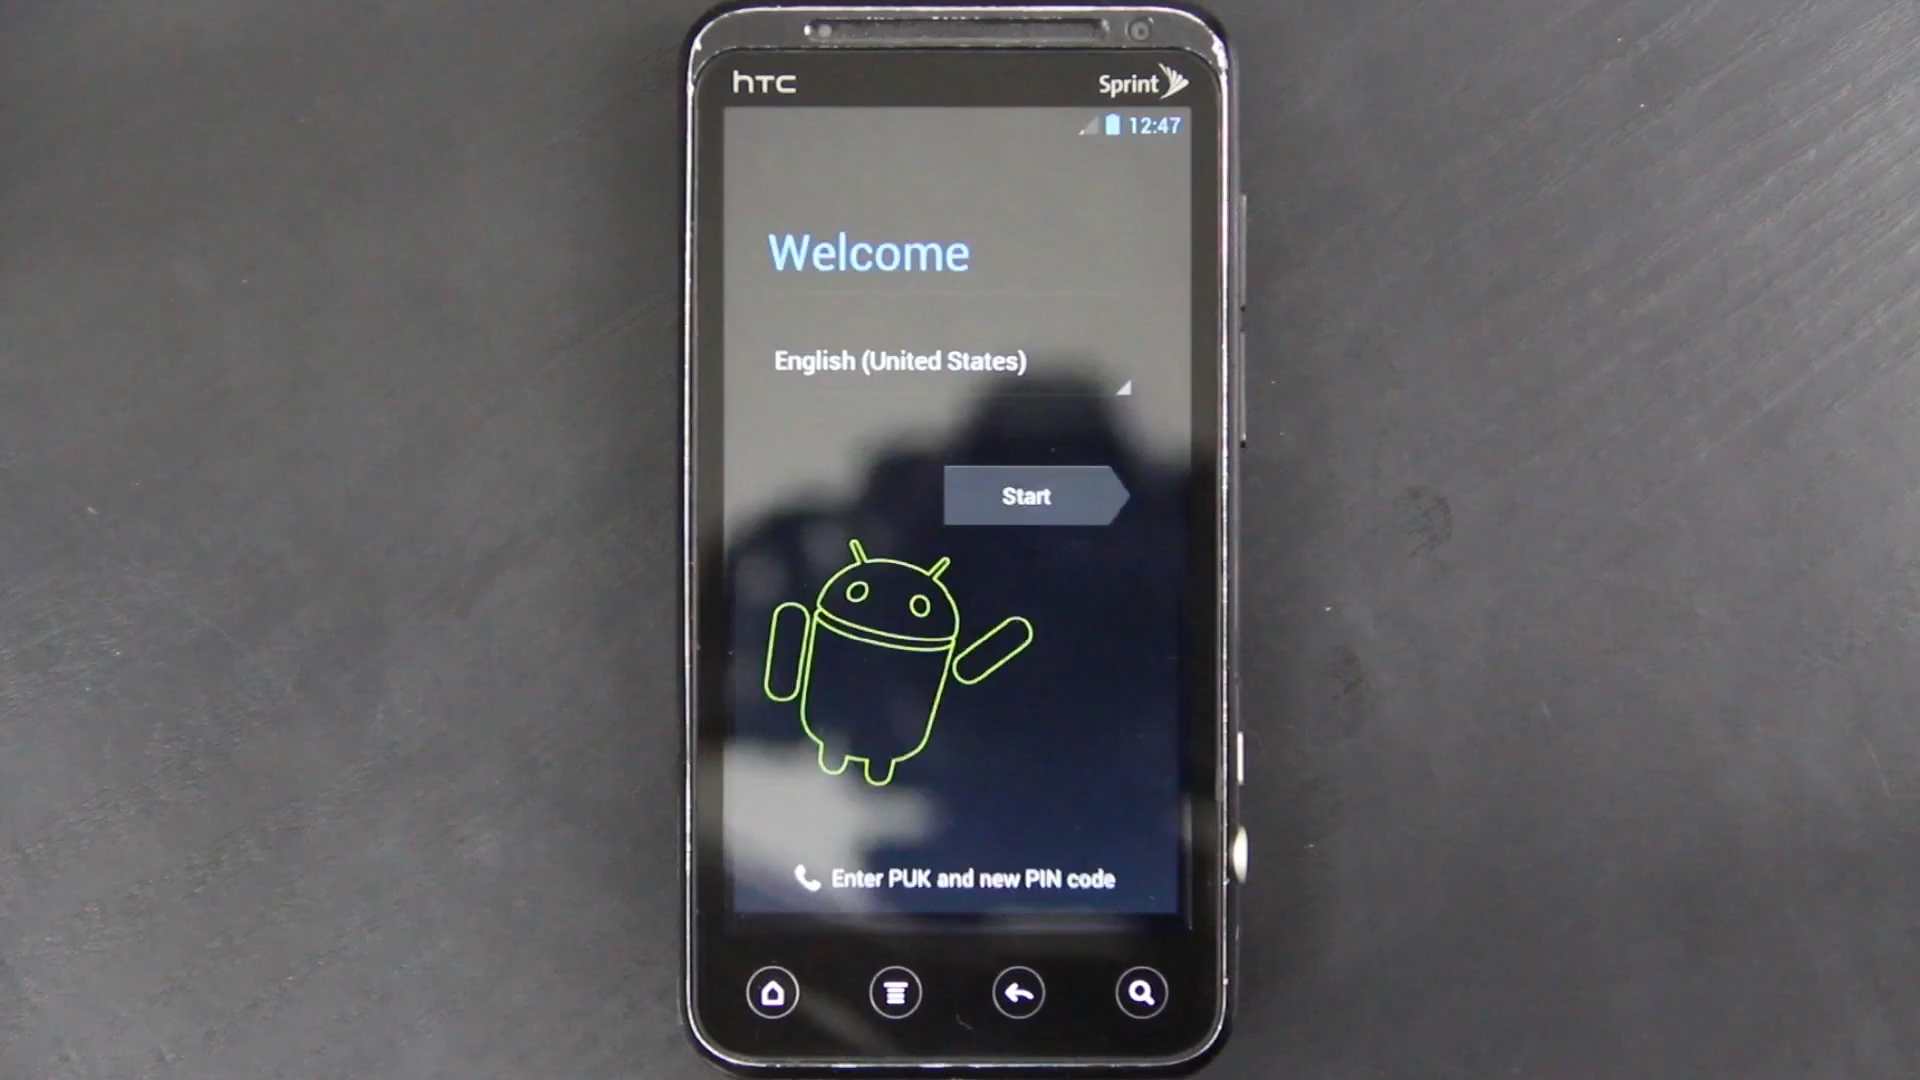 hTC
Sprint
12:47
Welcome
English (United States)
Start
Enter PUK and new PIN code